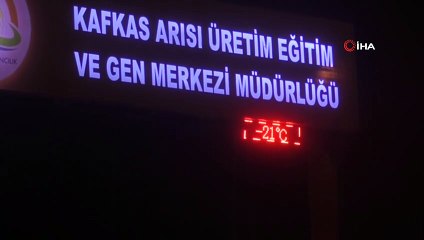 KAFKAS ARISI ÜRETİM EĞİTİM
VE GEN MERKEZİ MÜDÜRLÜĞÜ
-21°C
İHA